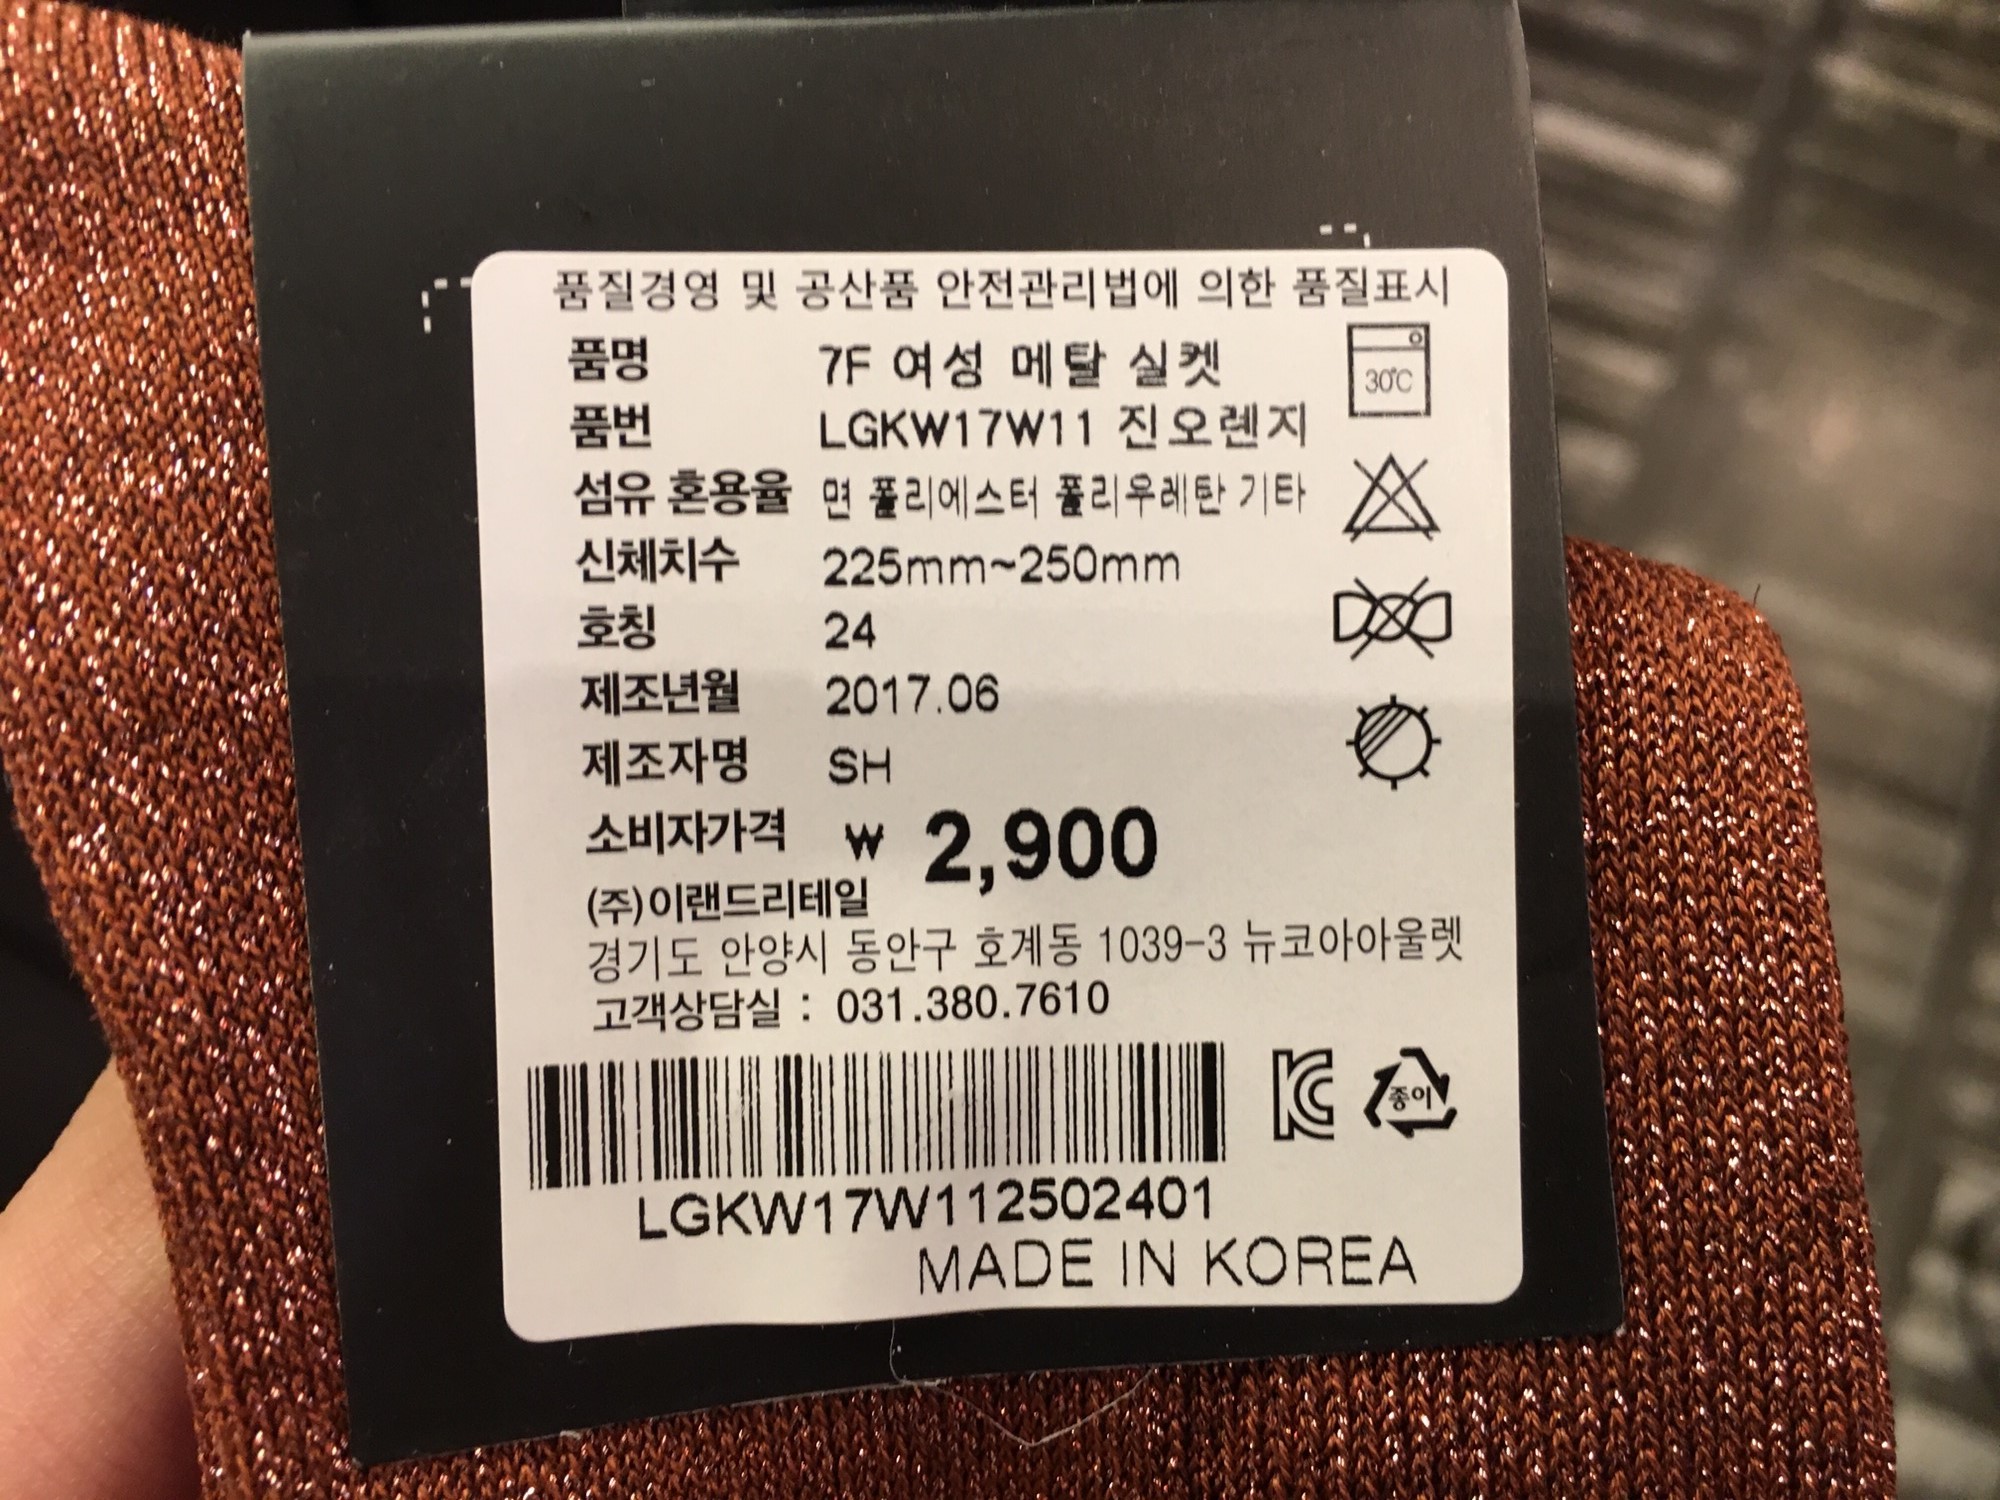 품질경영 및 공산품 안전관리법에 의한 품질표시
품명 7F 여성 메탈 실켓
품번 LGKW17W11 진오렌지
섬유 혼용율 면 폴리에스터 폴리우레탄 기타
신체치수 225mm~250mm
호칭 24
제조년월 2017.06
제조자명 SH
소비자가격 ₩ 2,900
(주)이랜드리테일
경기도 안양시 동안구 호계동 1039-3 뉴코아아울렛
고객상담실 : 031.380.7610
30℃
KC
종이
LGKW17W112502401
MADE IN KOREA